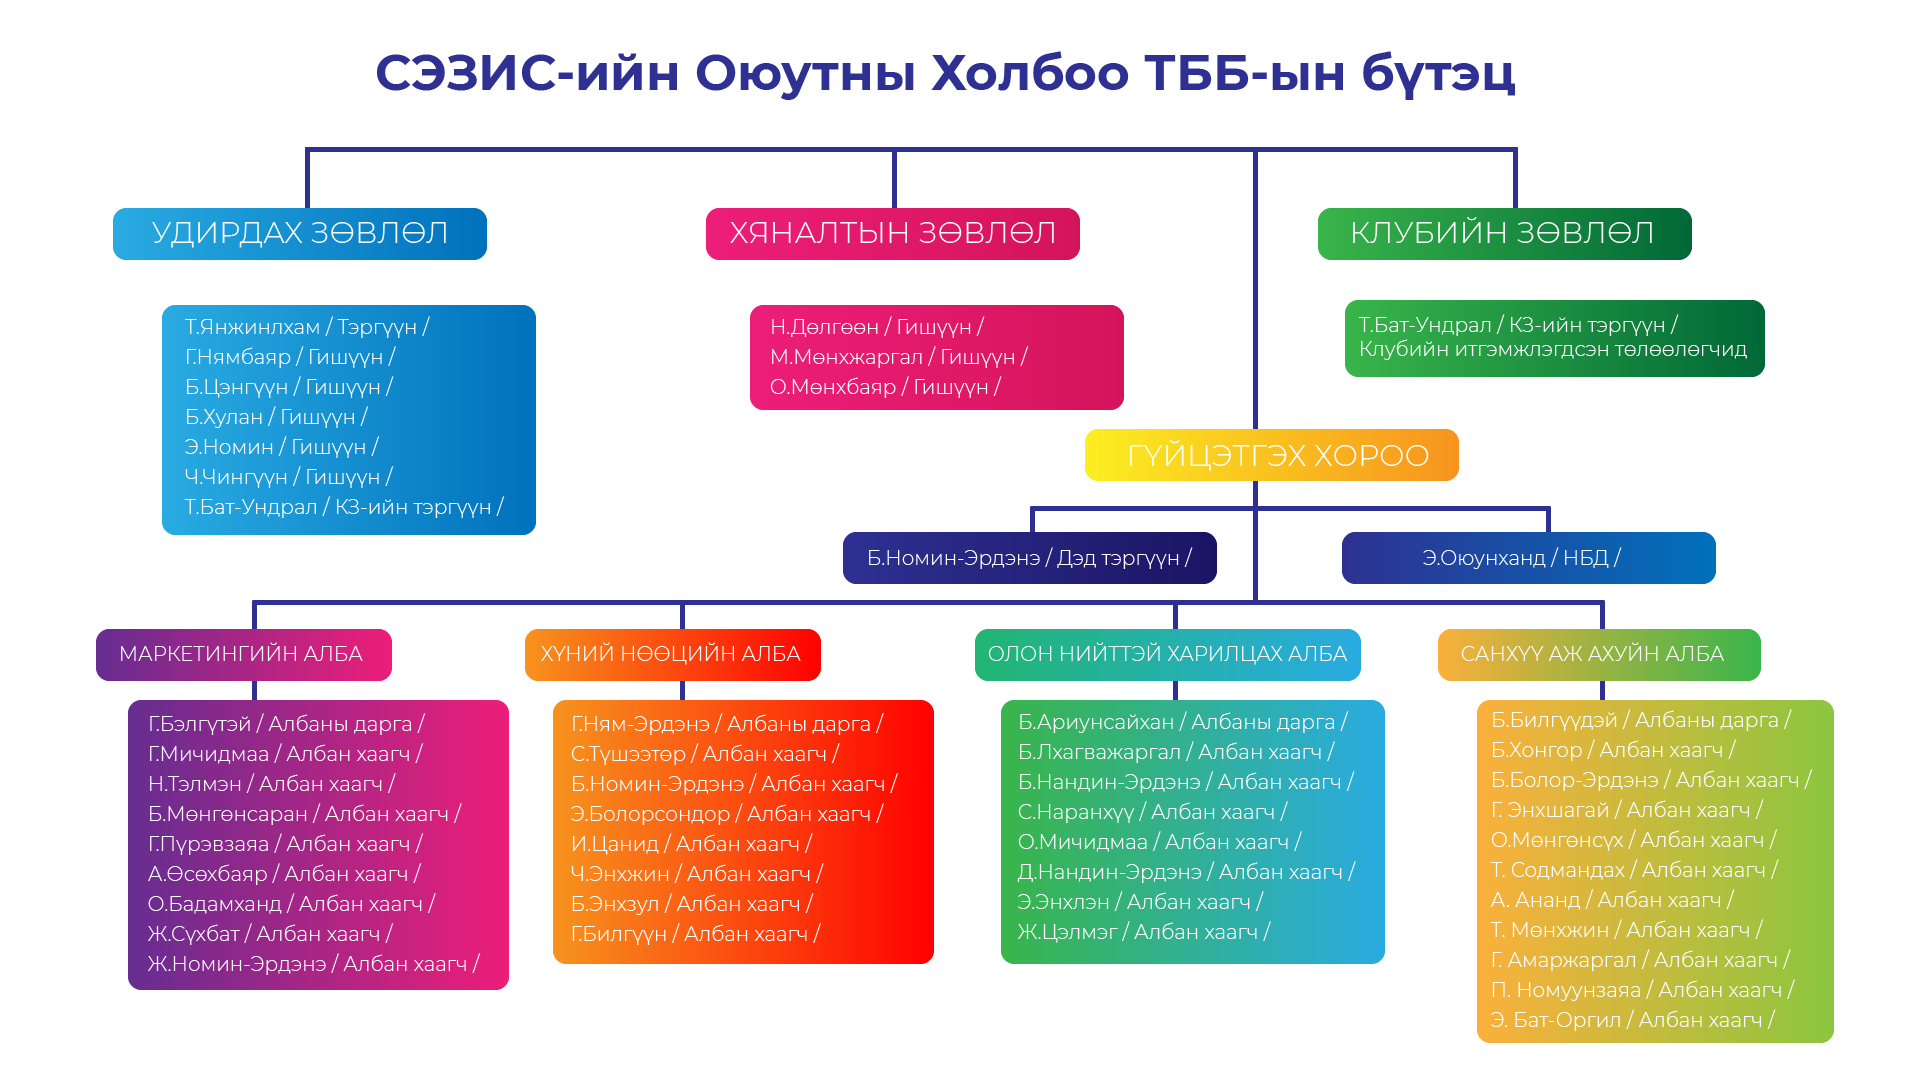 СЭЗИС-ийн Оюутны Холбоо ТББ-ын бүтэц
УДИРДАХ ЗӨВЛӨЛ
Т.Янжинлхам / Тэргүүн /
Г.Нямбаяр / Гишүүн /
Б.Цэнгүүн / Гишүүн /
Б.Хулан / Гишүүн /
Э.Номин / Гишүүн /
Ч.Чингүүн / Гишүүн /
Т.Бат-Ундрал / КЗ-ийн тэргүүн /
ХЯНАЛТЫН ЗӨВЛӨЛ
Н.Дөлгөөн / Гишүүн /
М.Мөнхжаргал / Гишүүн /
О.Мөнхбаяр / Гишүүн /
КЛУБИЙН ЗӨВЛӨЛ
Т.Бат-Ундрал / КЗ-ийн тэргүүн /
Клубийн итгэмжлэгдсэн төлөөлөгчид
ГҮЙЦЭТГЭХ ХОРОО
Б.Номин-Эрдэнэ / Дэд тэргүүн /
Э.Оюунханд / НБД /
МАРКЕТИНГИЙН АЛБА
Г.Бэлгүтэй / Албаны дарга /
Г.Мичидмаа / Албан хаагч /
Н.Тэлмэн / Албан хаагч /
Б.Мөнгөнсаран / Албан хаагч /
Г.Пүрэвзаяа / Албан хаагч /
А.Өсөхбаяр / Албан хаагч /
О.Бадамханд / Албан хаагч /
Ж.Сүхбат / Албан хаагч /
Ж.Номин-Эрдэнэ / Албан хаагч /
ХҮНИЙ НӨӨЦИЙН АЛБА
Г.Ням-Эрдэнэ / Албаны дарга /
С.Түшээтөр / Албан хаагч /
Б.Номин-Эрдэнэ / Албан хаагч /
Э.Болорсондор / Албан хаагч /
И.Цанид / Албан хаагч /
Ч.Энхжин / Албан хаагч /
Б.Энхзул / Албан хаагч /
Г.Билгүүн / Албан хаагч /
ОЛОН НИЙТТЭЙ ХАРИЛЦАХ АЛБА
Б.Ариунсайхан / Албаны дарга /
Б.Лхагважаргал / Албан хаагч /
Б.Нандин-Эрдэнэ / Албан хаагч /
С.Наранхүү / Албан хаагч /
О.Мичидмаа / Албан хаагч /
Д.Нандин-Эрдэнэ / Албан хаагч /
Э.Энхлэн / Албан хаагч /
Ж.Цэлмэг / Албан хаагч /
САНХҮҮ АЖ АХУЙН АЛБА
Б.Билгүүдэй / Албаны дарга /
Б.Хонгор / Албан хаагч /
Б.Болор-Эрдэнэ / Албан хаагч /
Г. Энхшагай / Албан хаагч /
О.Мөнгөнсүх / Албан хаагч /
Т. Содмандах / Албан хаагч /
А. Ананд / Албан хаагч /
Т. Мөнхжин / Албан хаагч /
Г. Амаржаргал / Албан хаагч /
П. Номуунзаяа / Албан хаагч /
Э. Бат-Оргил / Албан хаагч /